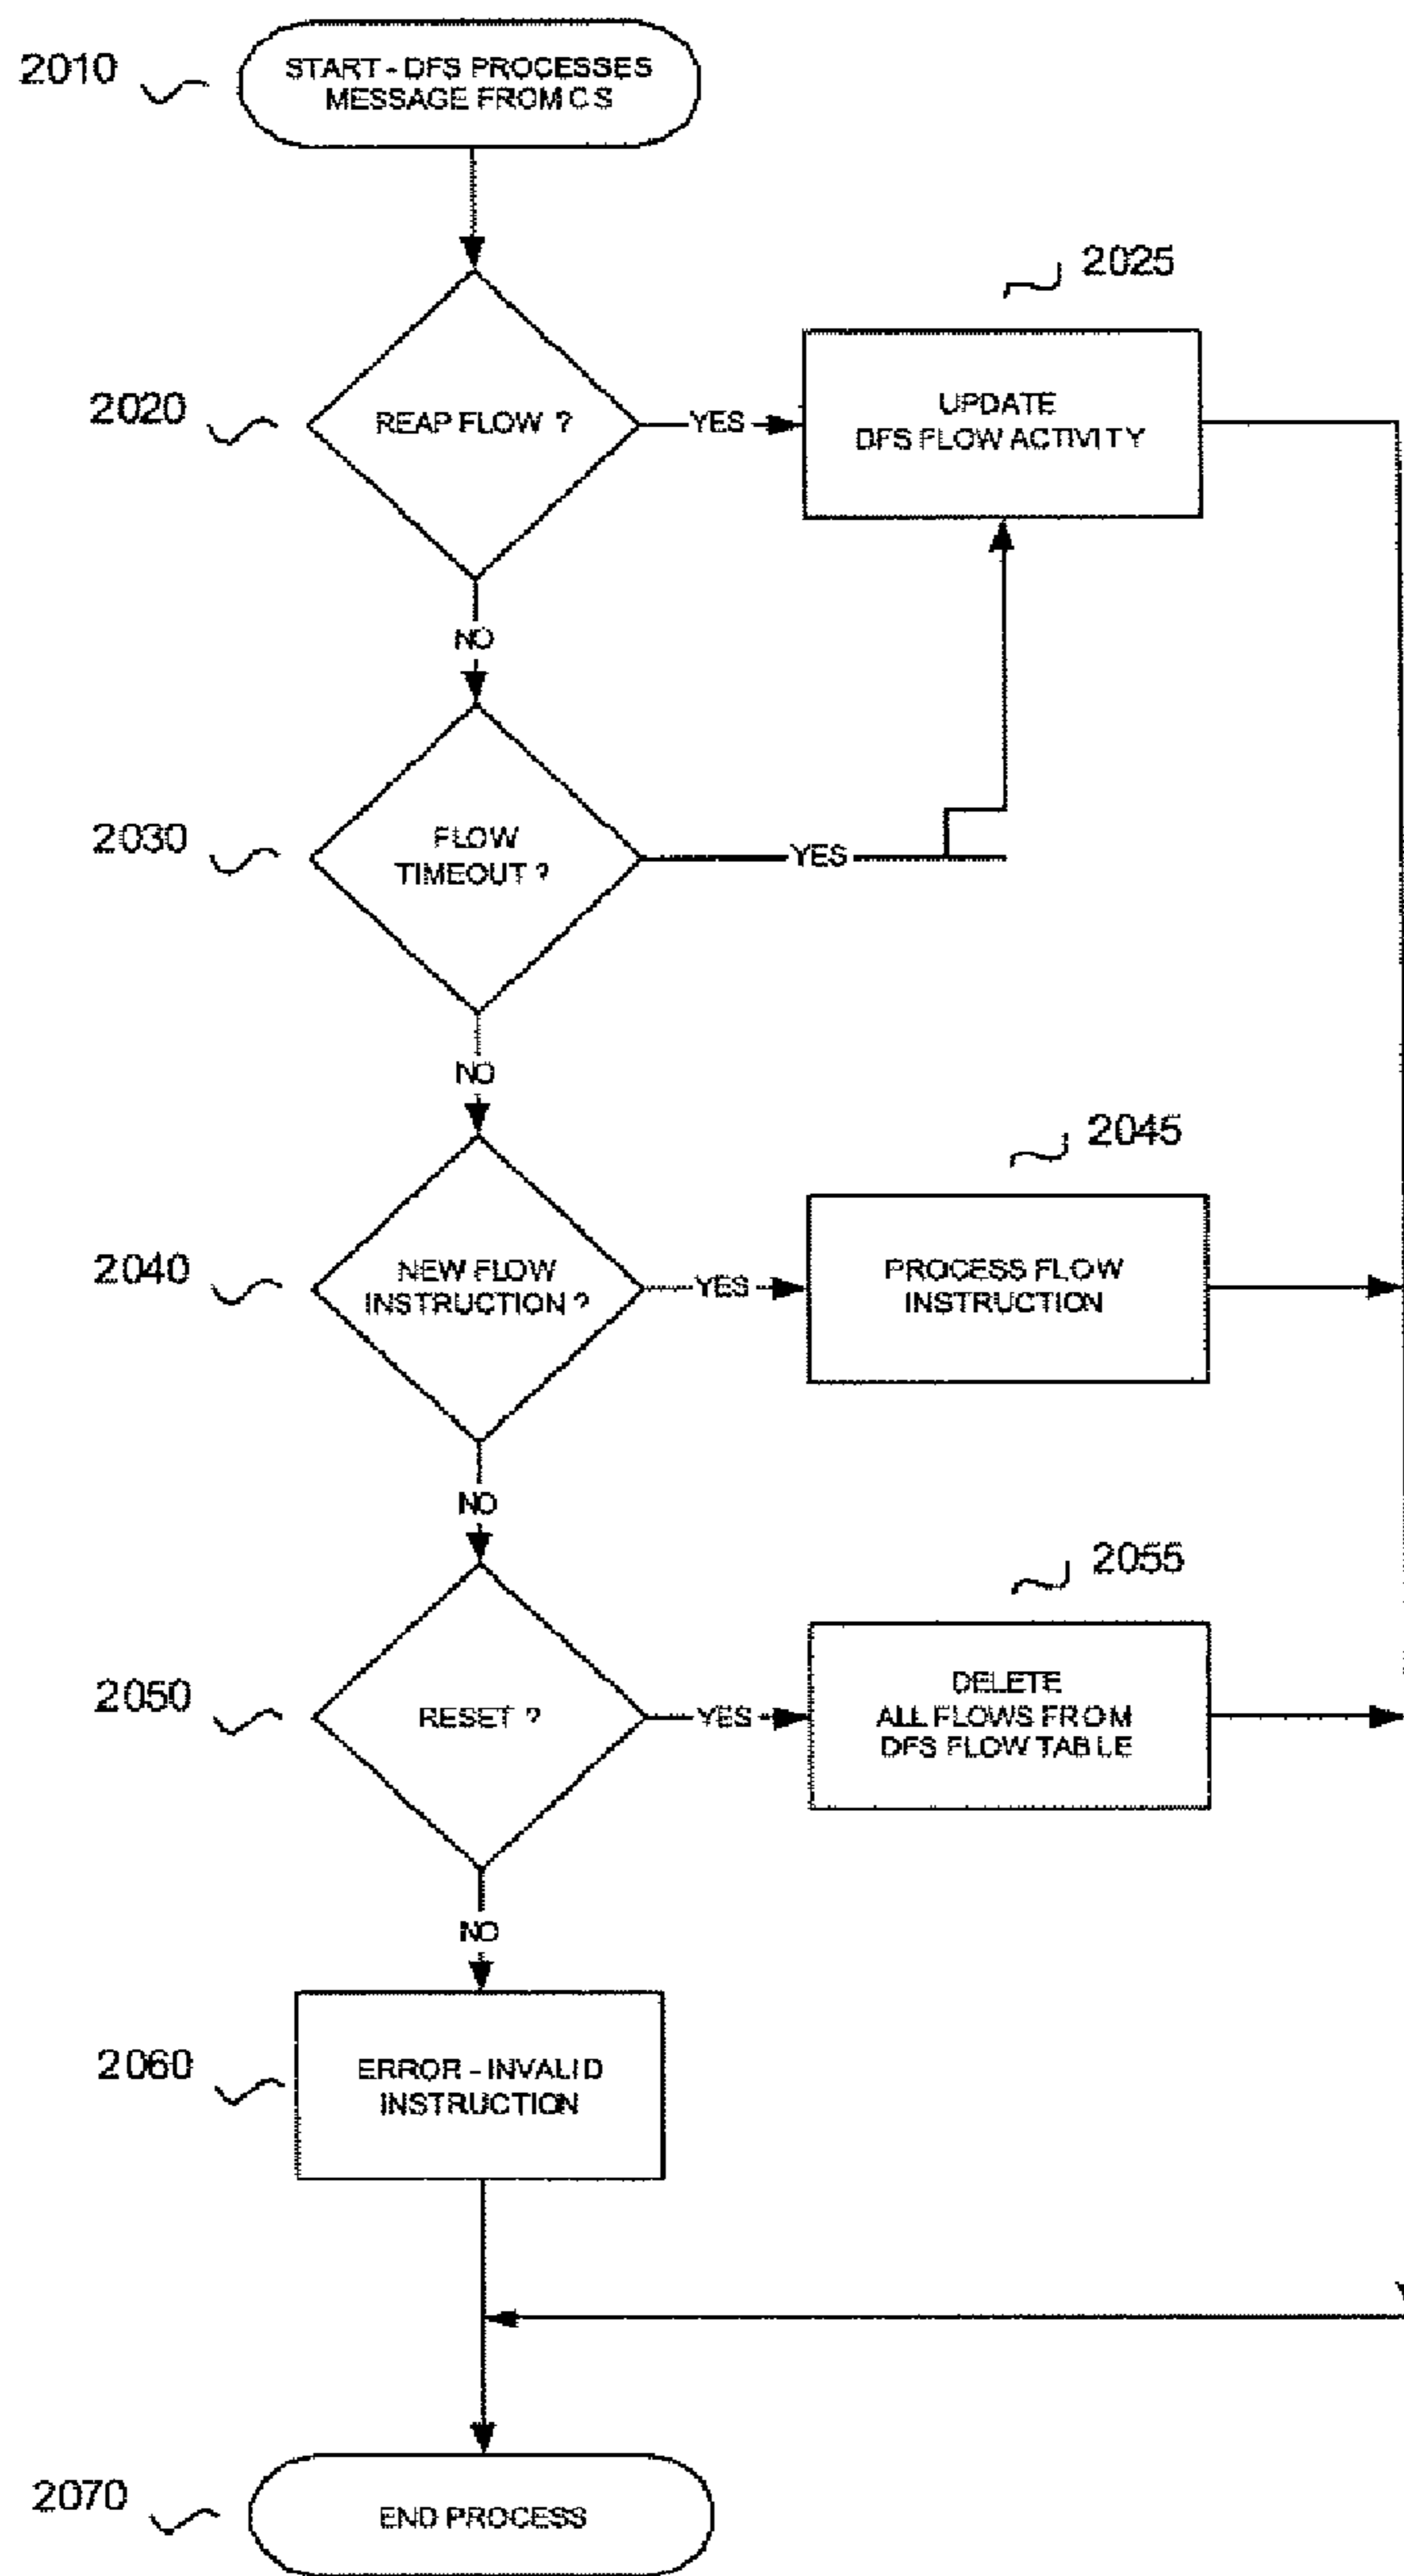 2010
START - DFS PROCESSES
MESSAGE FROM CS
2025
UPDATE
DFS FLOW ACTIVITY
2020
REAP FLOW ?
YES
NO
2030
FLOW
TIMEOUT ?
YES
NO
2045
2040
NEW FLOW
INSTRUCTION ?
YES
PROCESS FLOW
INSTRUCTION
NO
2055
2050
RESET ?
YES
DELETE
ALL FLOWS FROM
DFS FLOW TABLE
NO
2060
ERROR - INVALID
INSTRUCTION
2070
END PROCESS